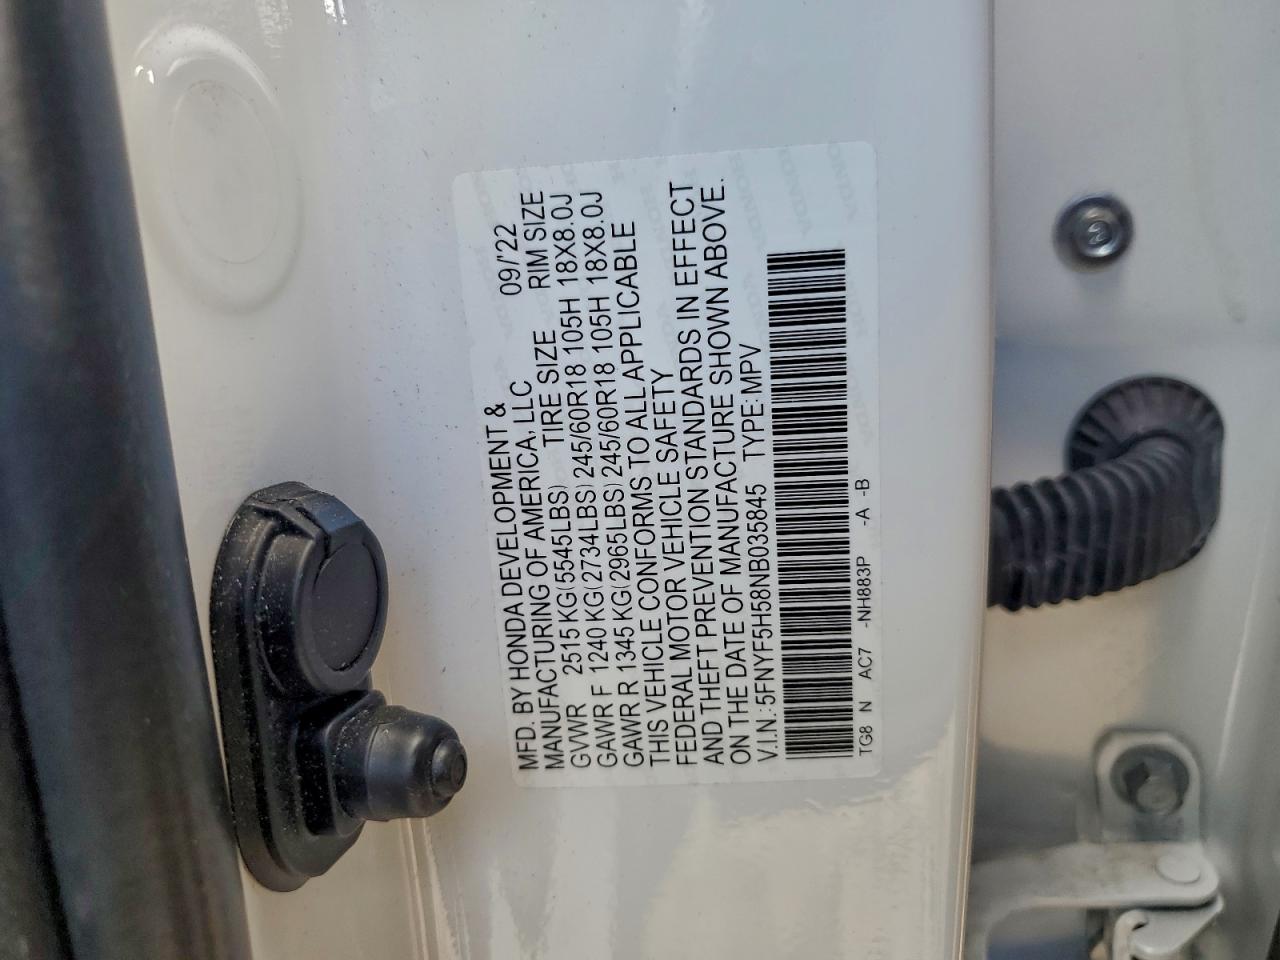 MFD. BY HONDA DEVELOPMENT &
MANUFACTURING OF AMERICA, LLC 09/'22
GVWR 2515 KG(5545LBS) TIRE SIZE RIM SIZE
GAWR F 1240 KG(2734LBS) 245/60R18 105H 18X8.0J
GAWR R 1345 KG(2965LBS) 245/60R18 105H 18X8.0J
THIS VEHICLE CONFORMS TO ALL APPLICABLE
FEDERAL MOTOR VEHICLE SAFETY
AND THEFT PREVENTION STANDARDS IN EFFECT
ON THE DATE OF MANUFACTURE SHOWN ABOVE.
V.I.N.: 5FNYF5H58NB035845 TYPE: MPV
TG8 N AC7 -NH883P -A -B